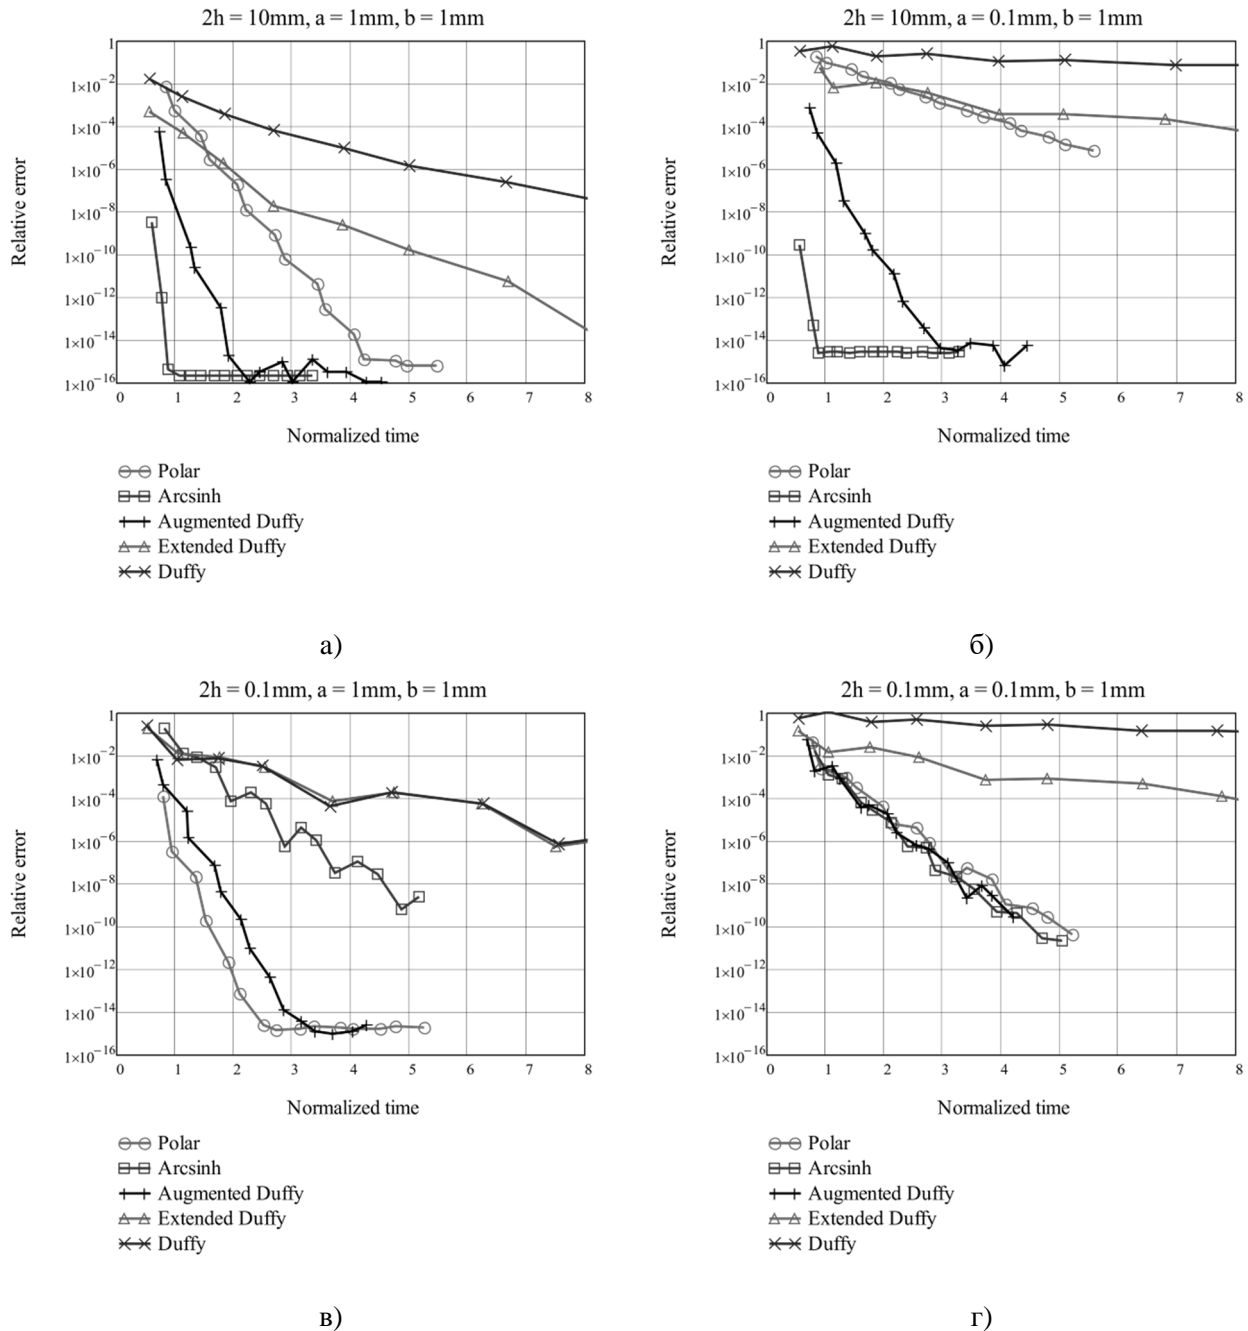 2h = 10mm, a = 1mm, b = 1mm
1
1×10⁻²
1×10⁻⁴
1×10⁻⁶
1×10⁻⁸
1×10⁻¹⁰
1×10⁻¹²
1×10⁻¹⁴
1×10⁻¹⁶
Relative error
0 1 2 3 4 5 6 7 8
Normalized time
Polar
Arcsinh
Augmented Duffy
Extended Duffy
Duffy
а)
2h = 10mm, a = 0.1mm, b = 1mm
1
1×10⁻²
1×10⁻⁴
1×10⁻⁶
1×10⁻⁸
1×10⁻¹⁰
1×10⁻¹²
1×10⁻¹⁴
1×10⁻¹⁶
Relative error
0 1 2 3 4 5 6 7 8
Normalized time
Polar
Arcsinh
Augmented Duffy
Extended Duffy
Duffy
б)
2h = 0.1mm, a = 1mm, b = 1mm
1
1×10⁻²
1×10⁻⁴
1×10⁻⁶
1×10⁻⁸
1×10⁻¹⁰
1×10⁻¹²
1×10⁻¹⁴
1×10⁻¹⁶
Relative error
0 1 2 3 4 5 6 7 8
Normalized time
Polar
Arcsinh
Augmented Duffy
Extended Duffy
Duffy
в)
2h = 0.1mm, a = 0.1mm, b = 1mm
1
1×10⁻²
1×10⁻⁴
1×10⁻⁶
1×10⁻⁸
1×10⁻¹⁰
1×10⁻¹²
1×10⁻¹⁴
1×10⁻¹⁶
Relative error
0 1 2 3 4 5 6 7 8
Normalized time
Polar
Arcsinh
Augmented Duffy
Extended Duffy
Duffy
г)